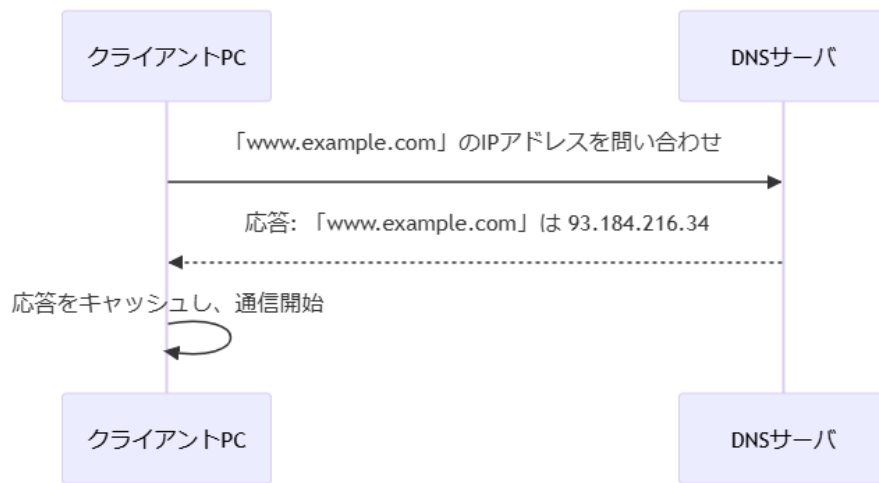 クライアントPC
DNSサーバ
「www.example.com」のIPアドレスを問い合わせ
応答: 「www.example.com」は 93.184.216.34
応答をキャッシュし、通信開始
クライアントPC
DNSサーバ